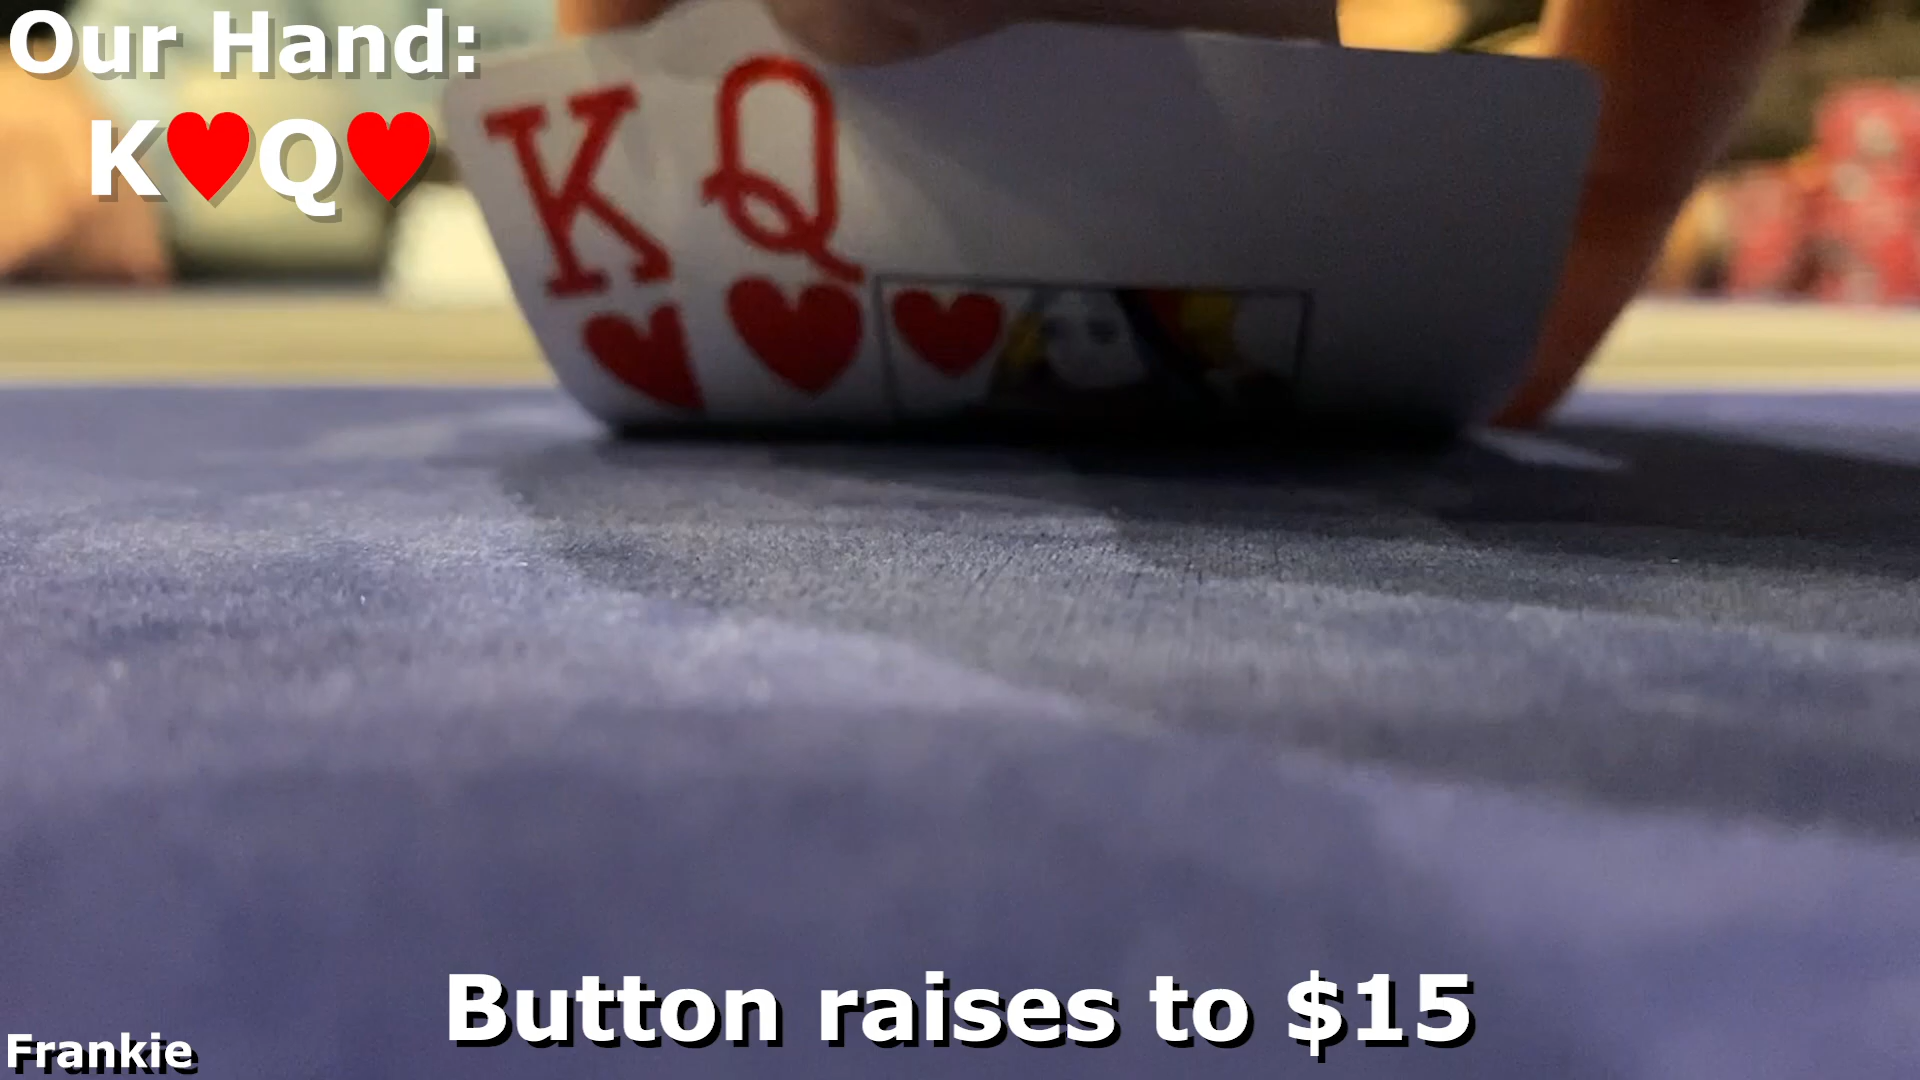 Our Hand:
K♥Q♥
K Q
Button raises to $15
Frankie